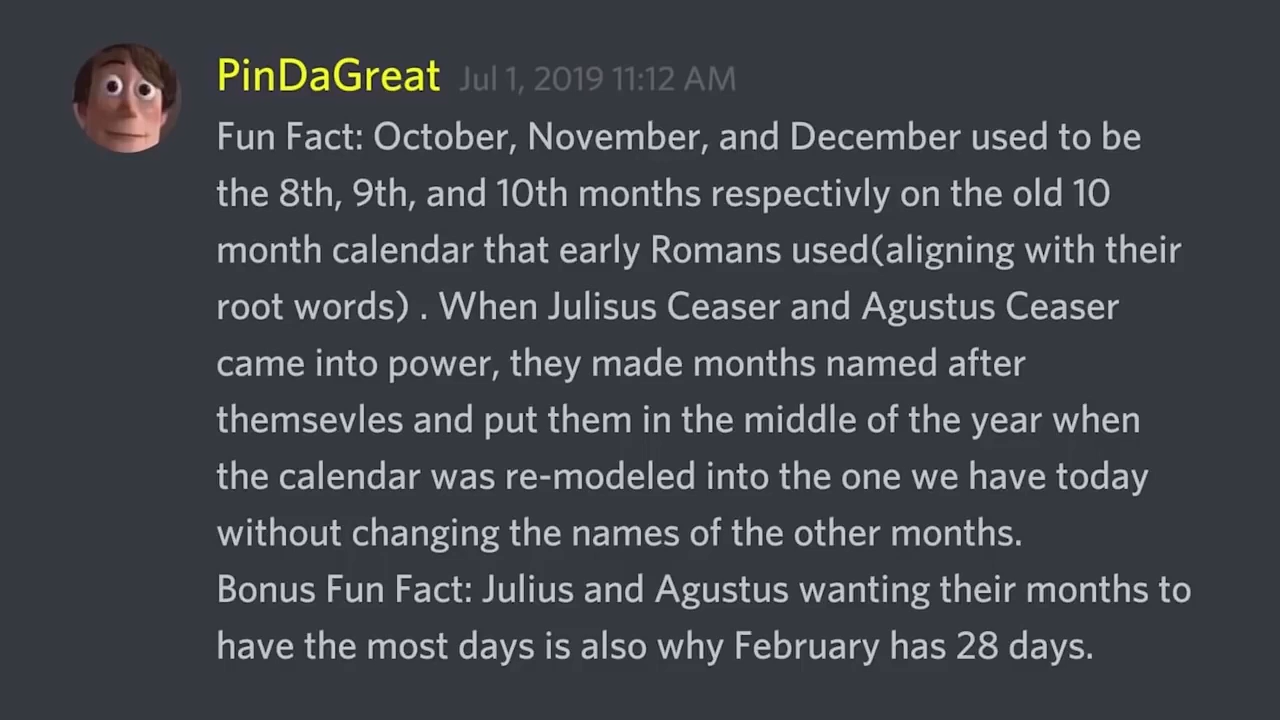 PinDaGreat Jul 1, 2019 11:12 AM
Fun Fact: October, November, and December used to be
the 8th, 9th, and 10th months respectivly on the old 10
month calendar that early Romans used(aligning with their
root words) . When Julisus Ceaser and Agustus Ceaser
came into power, they made months named after
themsevles and put them in the middle of the year when
the calendar was re-modeled into the one we have today
without changing the names of the other months.
Bonus Fun Fact: Julius and Agustus wanting their months to
have the most days is also why February has 28 days.